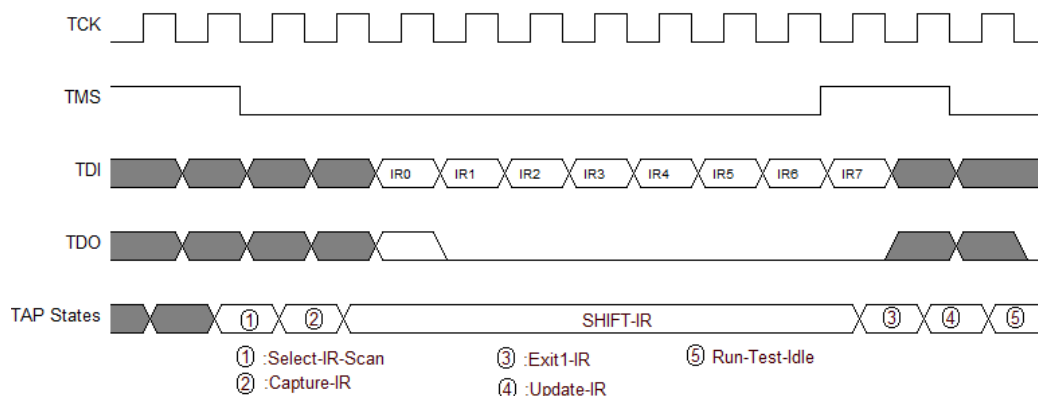 TCK
TMS
TDI IR0 IR1 IR2 IR3 IR4 IR5 IR6 IR7
TDO
TAP States ① ② SHIFT-IR ③ ④ ⑤
① :Select-IR-Scan ③ :Exit1-IR ⑤ Run-Test-Idle
② :Capture-IR ④ :Update-IR